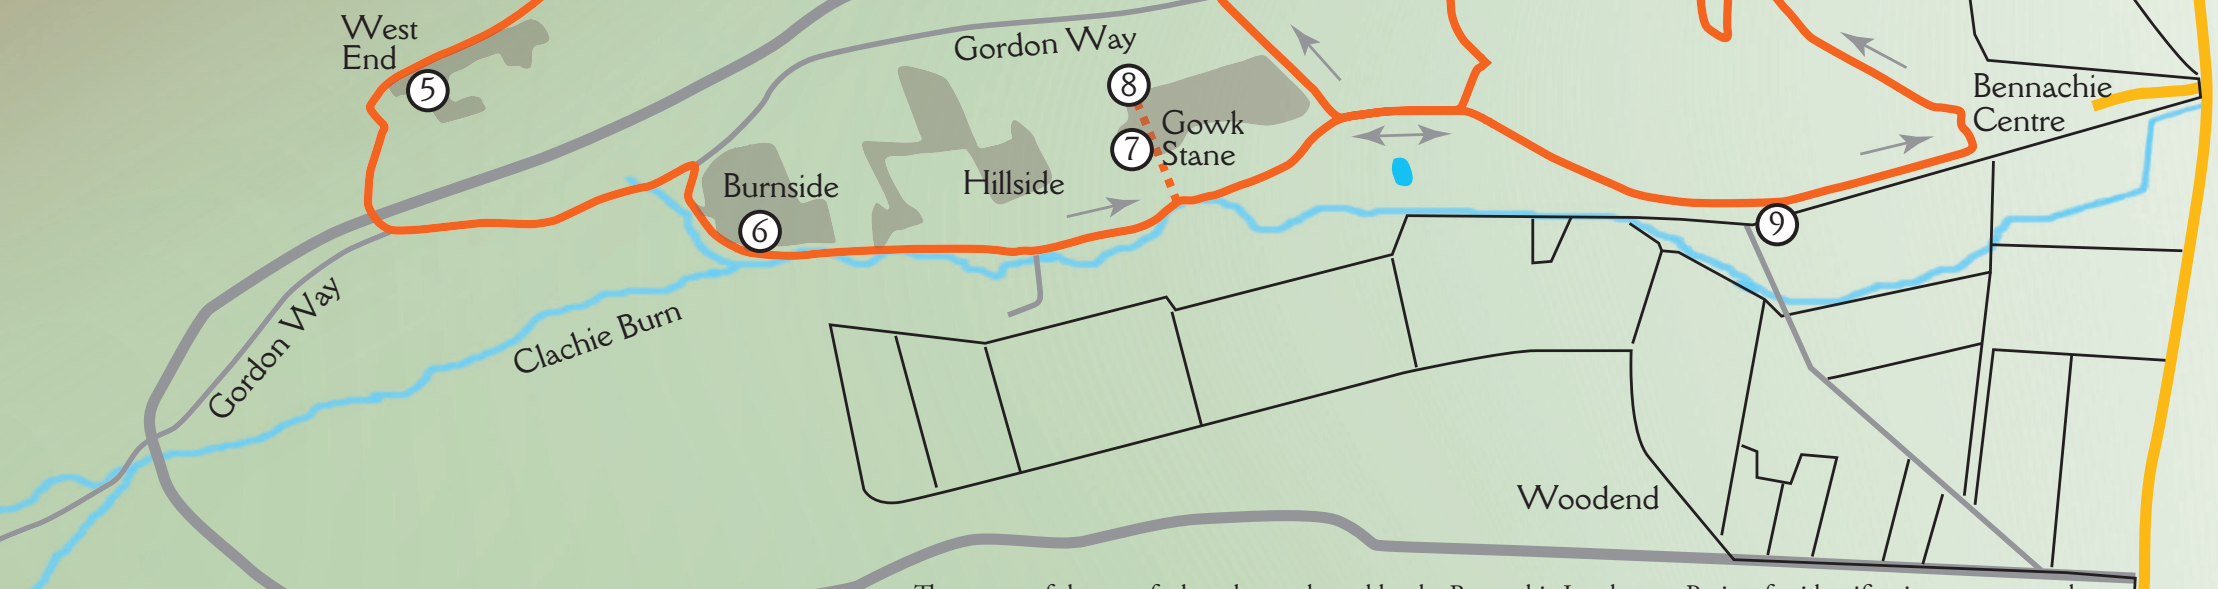 West
End
5
Gordon Way
8
Gowk
Stane
7
Bennachie
Centre
Burnside
Hillside
6
9
Gordon Way
Clachie Burn
Woodend